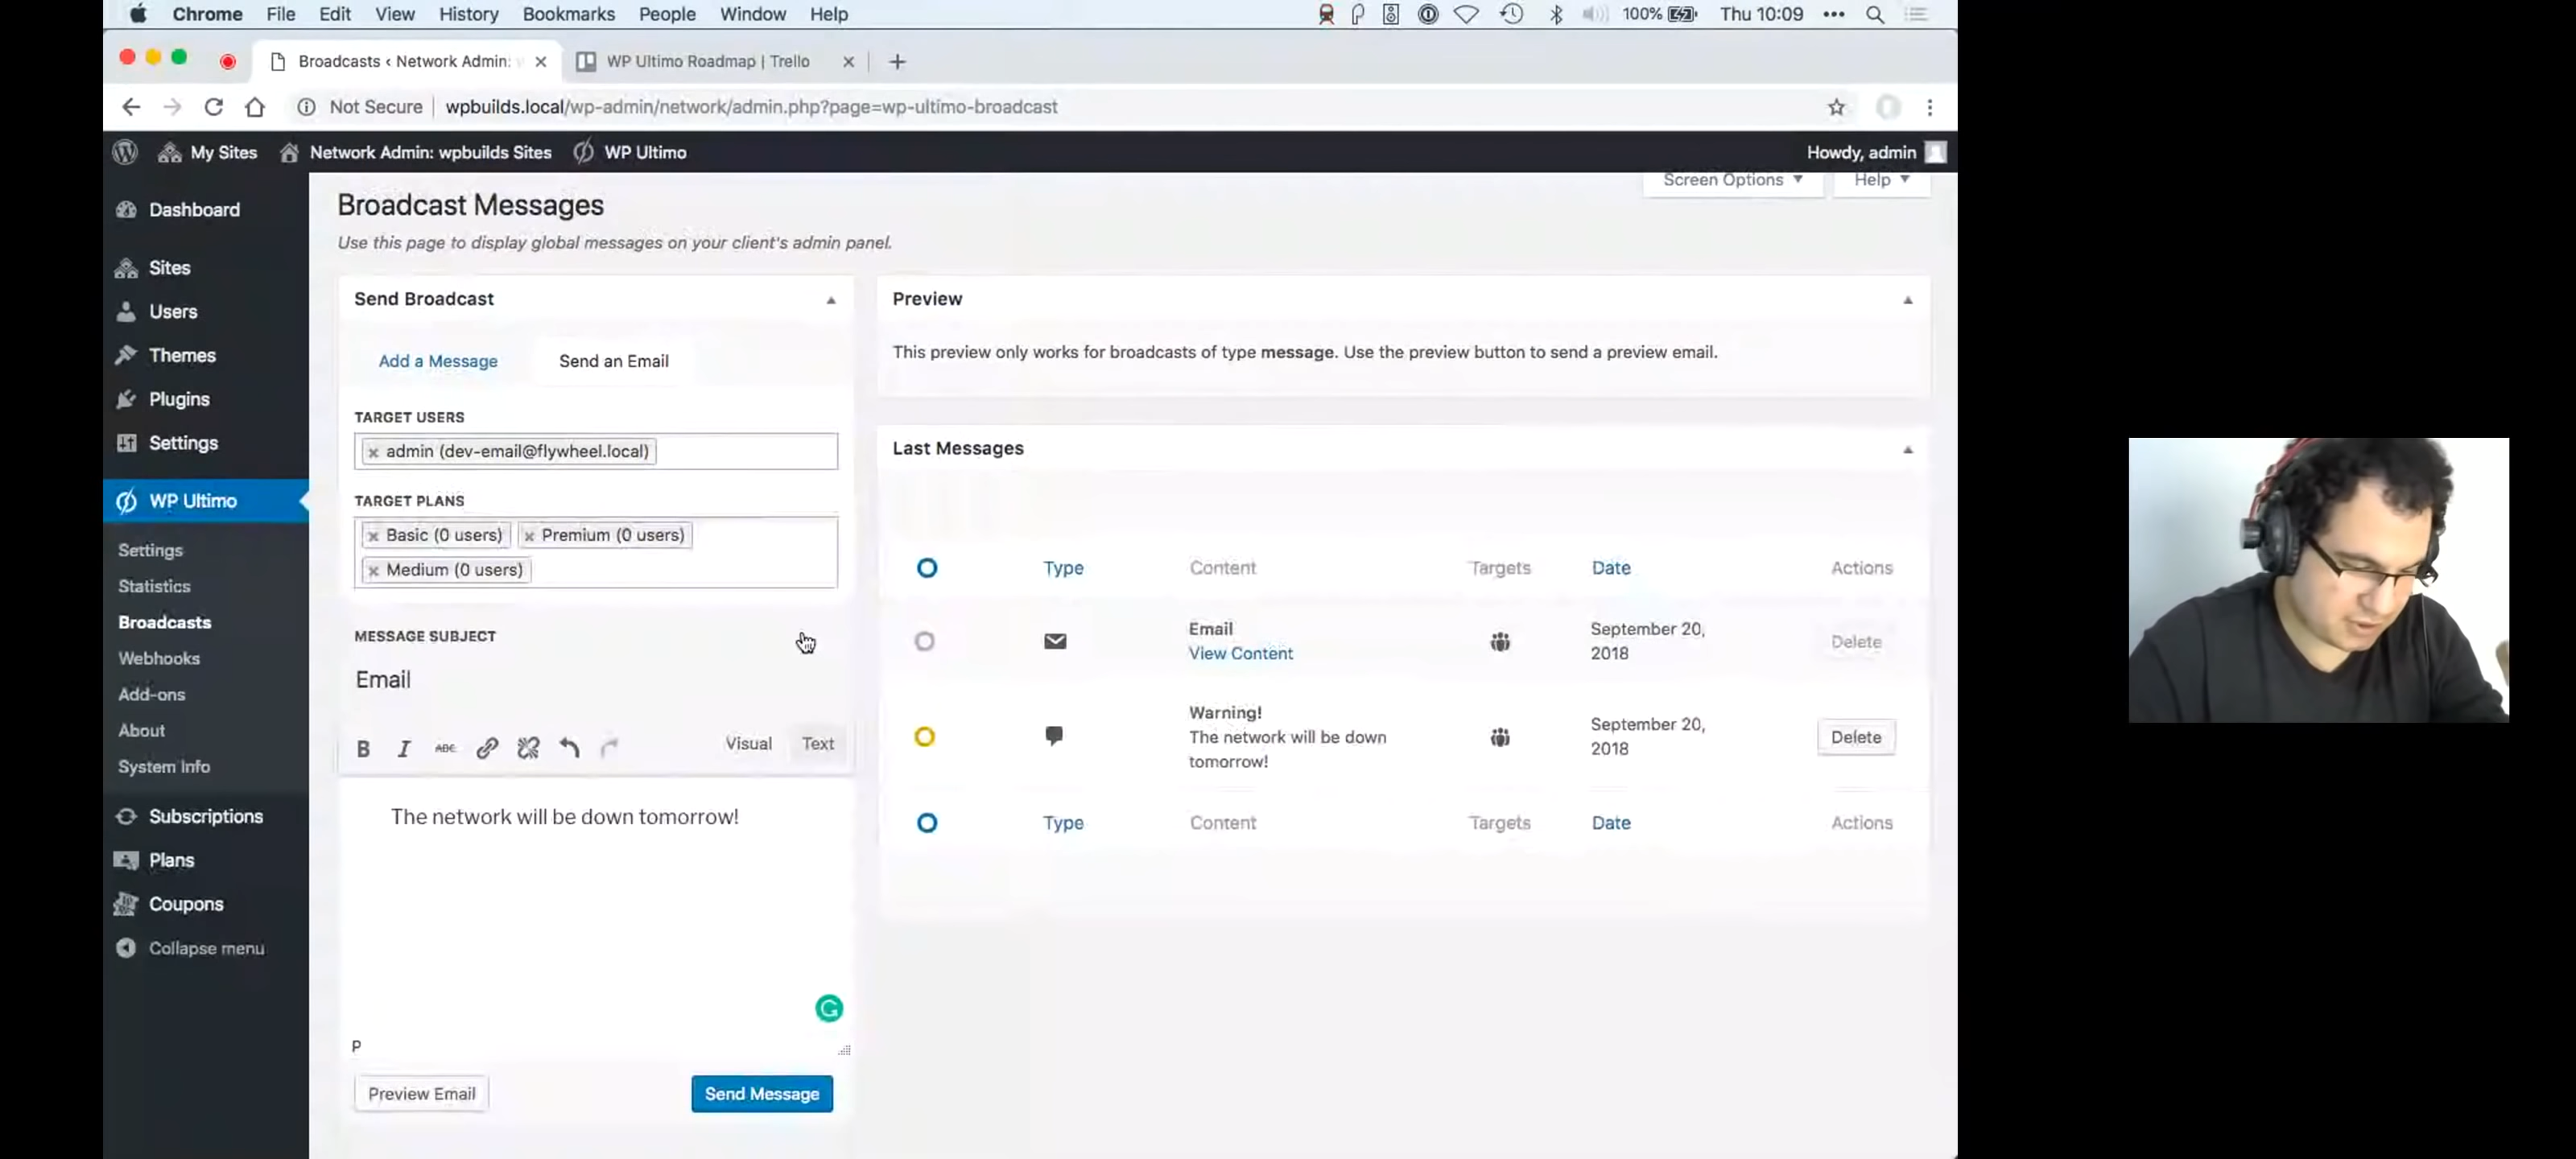 Chrome File Edit View History Bookmarks People Window Help 100% Thu 10:09
Broadcasts ‹ Network Admin: WP Ultimo Roadmap | Trello
Not Secure | wpbuilds.local/wp-admin/network/admin.php?page=wp-ultimo-broadcast
My Sites Network Admin: wpbuilds Sites WP Ultimo Howdy, admin
Screen Options Help
Dashboard
Sites
Users
Themes
Plugins
Settings
WP Ultimo
Settings
Statistics
Broadcasts
Webhooks
Add-ons
About
System Info
Subscriptions
Plans
Coupons
Collapse menu
Broadcast Messages
Use this page to display global messages on your client's admin panel.
Send Broadcast
Add a Message Send an Email
TARGET USERS
× admin (dev-email@flywheel.local)
TARGET PLANS
× Basic (0 users) × Premium (0 users)
× Medium (0 users)
MESSAGE SUBJECT
Email
B I ABC Visual Text
The network will be down tomorrow!
P
Preview Email Send Message
Preview
This preview only works for broadcasts of type message. Use the preview button to send a preview email.
Last Messages
Type Content Targets Date Actions
Email September 20, Delete
View Content 2018
Warning! September 20, Delete
The network will be down 2018
tomorrow!
Type Content Targets Date Actions